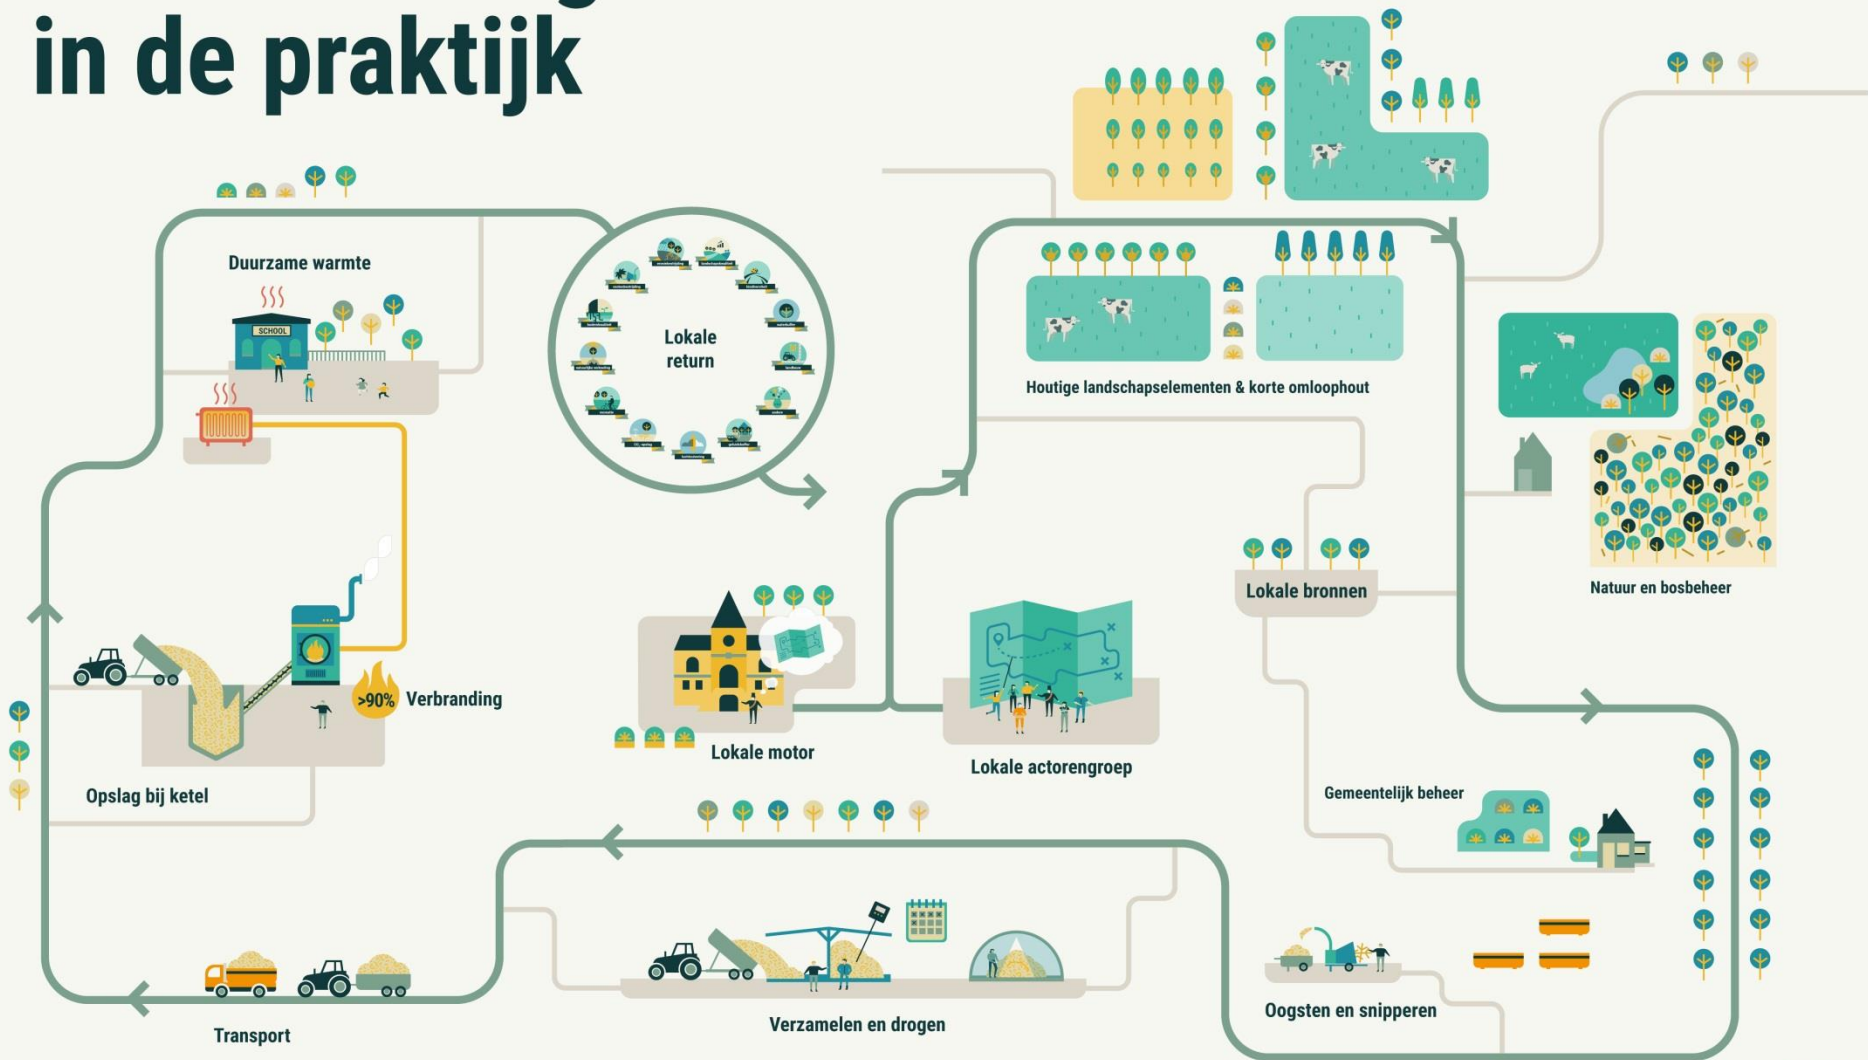 in de praktijk
Duurzame warmte
SCHOOL
Lokale
return
Houtige landschapselementen & korte omloophout
Lokale bronnen
Natuur en bosbeheer
>90% Verbranding
Opslag bij ketel
Lokale motor
Lokale actorengroep
Gemeentelijk beheer
Oogsten en snipperen
Verzamelen en drogen
Transport